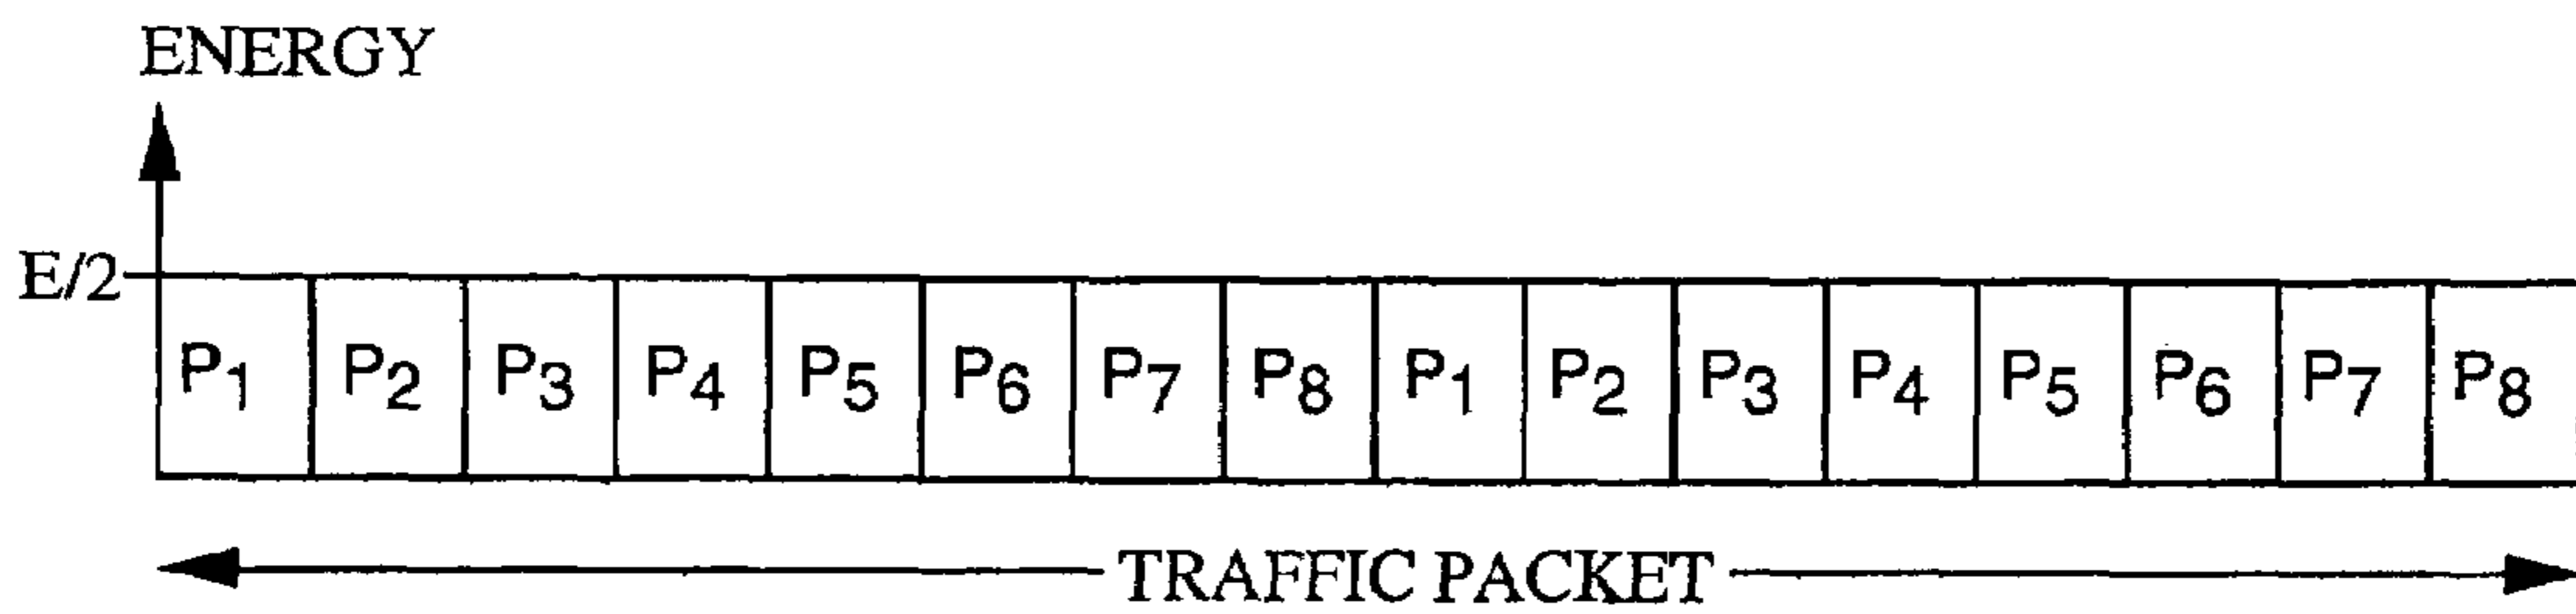 ENERGY
E/2
P1 P2 P3 P4 P5 P6 P7 P8 P1 P2 P3 P4 P5 P6 P7 P8
TRAFFIC PACKET